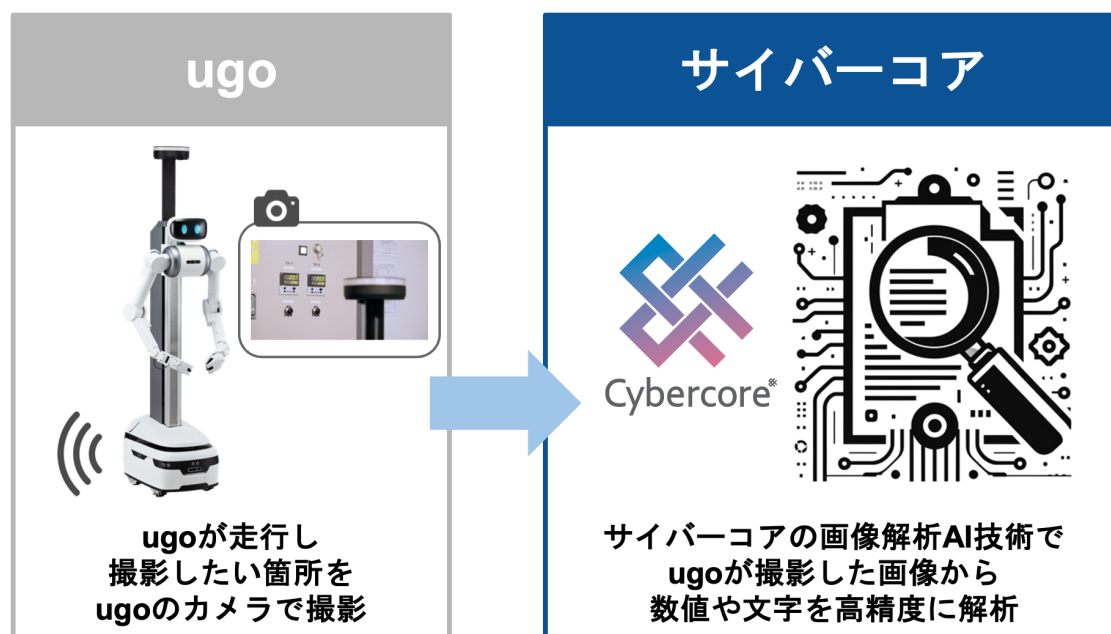 ugo
ugoが走行し
撮影したい箇所を
ugoのカメラで撮影
サイバーコア
Cybercore
サイバーコアの画像解析AI技術で
ugoが撮影した画像から
数値や文字を高精度に解析